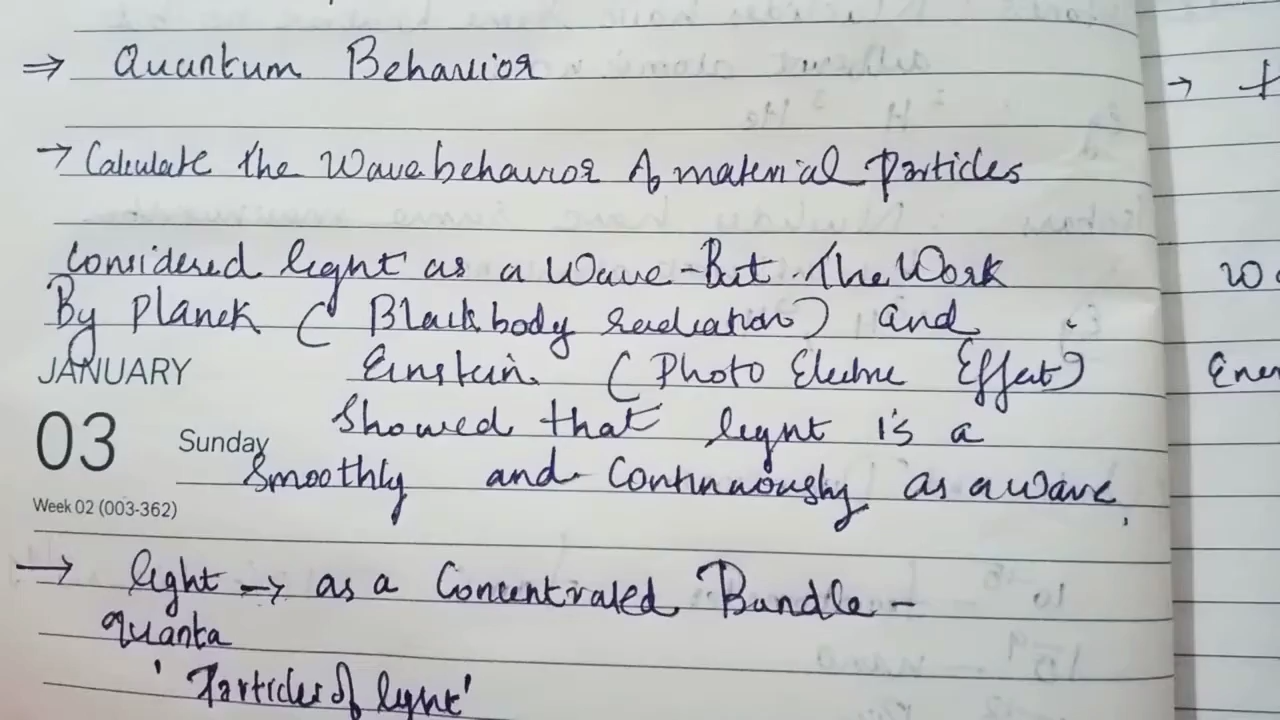 ⇒ Quantum Behavior
→ Calculate the Wave behavior of material Particles
Considered light as a Wave - But the Work
By Planck ( Blackbody radiation) and
JANUARY
Einstein. (Photo Electric Effect)
03
Showed that light is a
Sunday
Smoothly and Continuously as a wave,
Week 02 (003-362)
→ light → as a Concentrated Bundle -
quanta
'Particles of light'
→